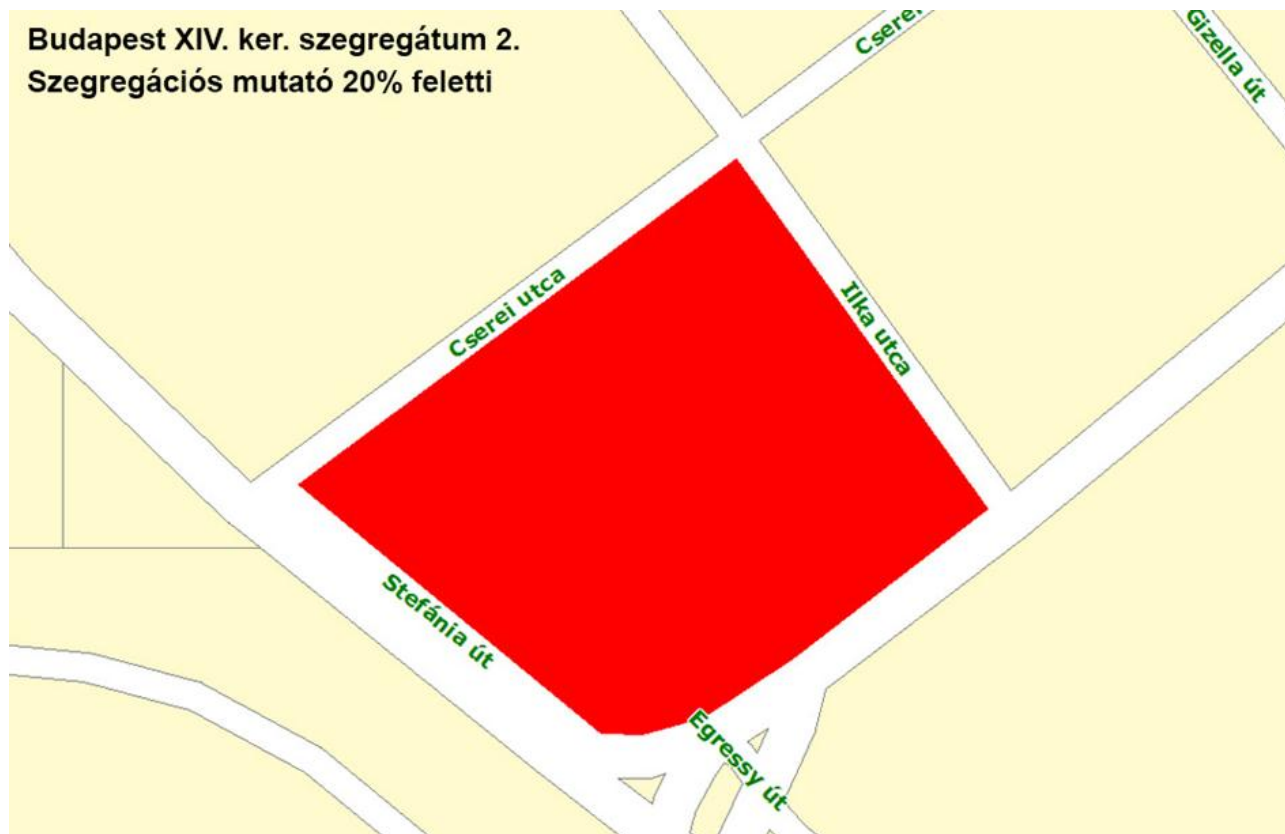 Budapest XIV. ker. szegregátum 2.
Szegregációs mutató 20% feletti
Gizella út
Cserei utca
Ilka utca
Stefánia út
Egressy út